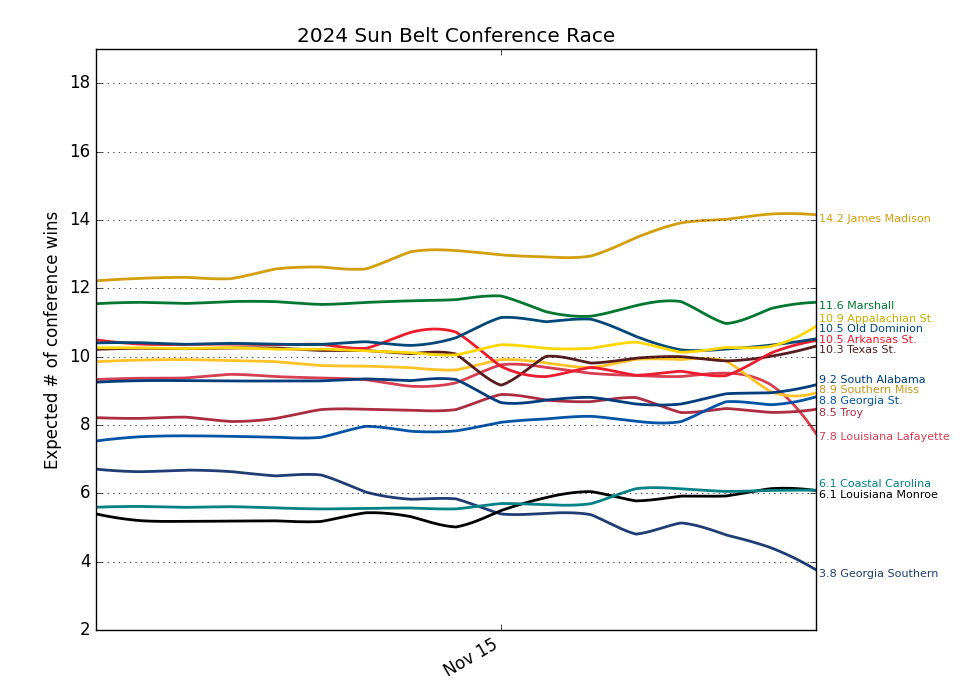 2024 Sun Belt Conference Race
Expected # of conference wins
18
16
14
12
10
8
6
4
2
Nov 15
14.2 James Madison
11.6 Marshall
10.9 Appalachian St.
10.5 Old Dominion
10.5 Arkansas St.
10.3 Texas St.
9.2 South Alabama
8.9 Southern Miss
8.8 Georgia St.
8.5 Troy
7.8 Louisiana Lafayette
6.1 Coastal Carolina
6.1 Louisiana Monroe
3.8 Georgia Southern